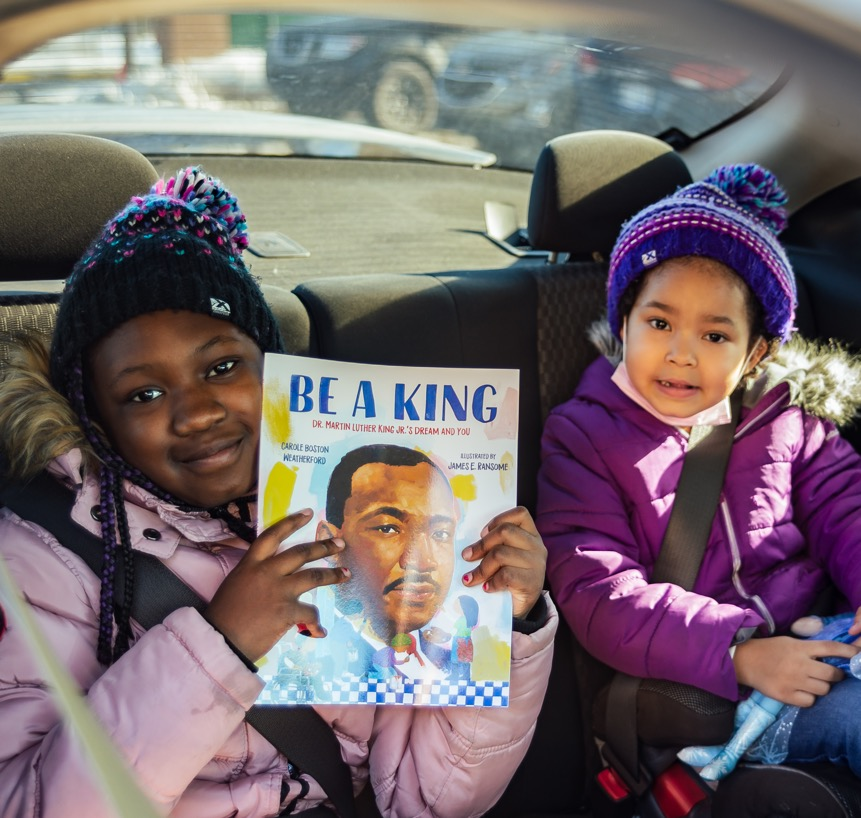 BE A KING
DR. MARTIN LUTHER KING JR.'S DREAM AND YOU
CAROLE BOSTON
WEATHERFORD
ILLUSTRATED BY
JAMES E. RANSOME